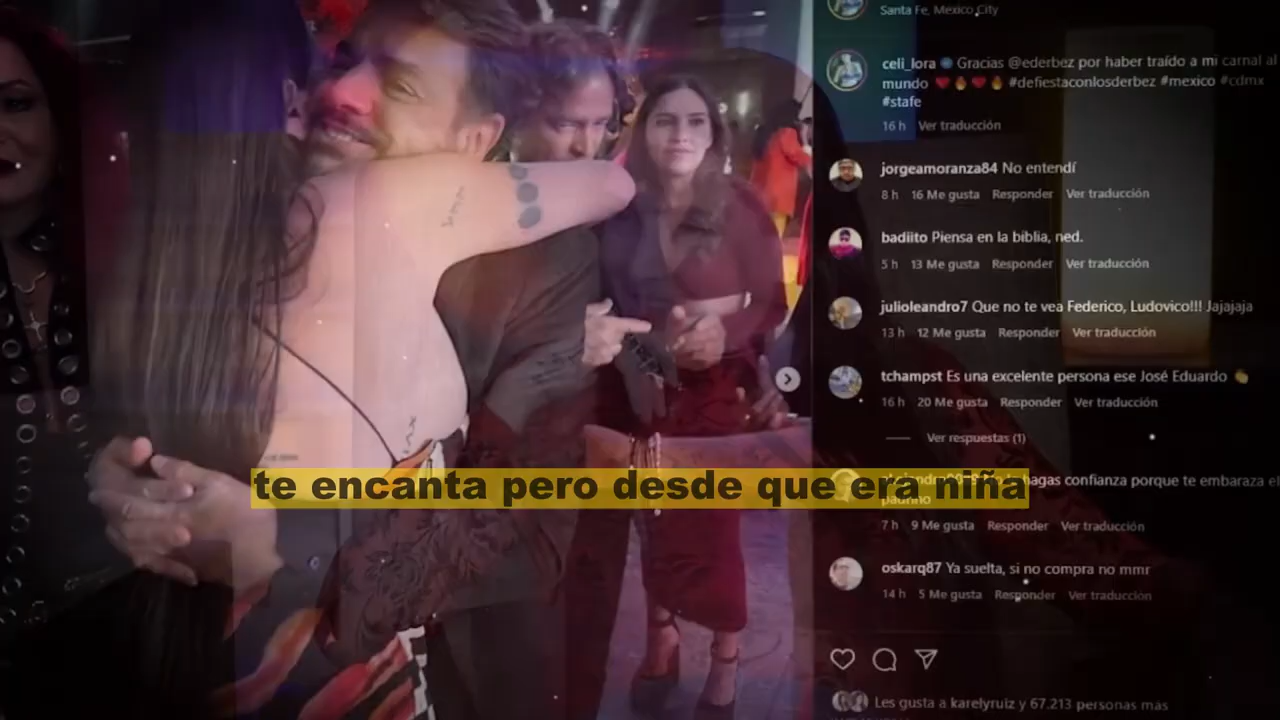 Santa Fe, Mexico City
celi_lora Gracias @ederbez por haber traído a mi carnal al
mundo ❤️🔥❤️🔥 #defiestaconlosderbez #mexico #cdmx
#stafe
16 h Ver traducción
jorgeamoranza84 No entendí
8 h 16 Me gusta Responder Ver traducción
badiito Piensa en la biblia, ned.
5 h 13 Me gusta Responder Ver traducción
julioleandro7 Que no te vea Federico, Ludovico!!! Jajajaja
13 h 12 Me gusta Responder Ver traducción
tchampst Es una excelente persona ese José Eduardo 👏
16 h 20 Me gusta Responder Ver traducción
Ver respuestas (1)
te encanta pero desde que era niña
hagas confianza porque te embaraza el
padrino
7 h 9 Me gusta Responder Ver traducción
oskarq87 Ya suelta, si no compra no mmr
14 h 5 Me gusta Responder Ver traducción
Les gusta a karelyruiz y 67.213 personas más